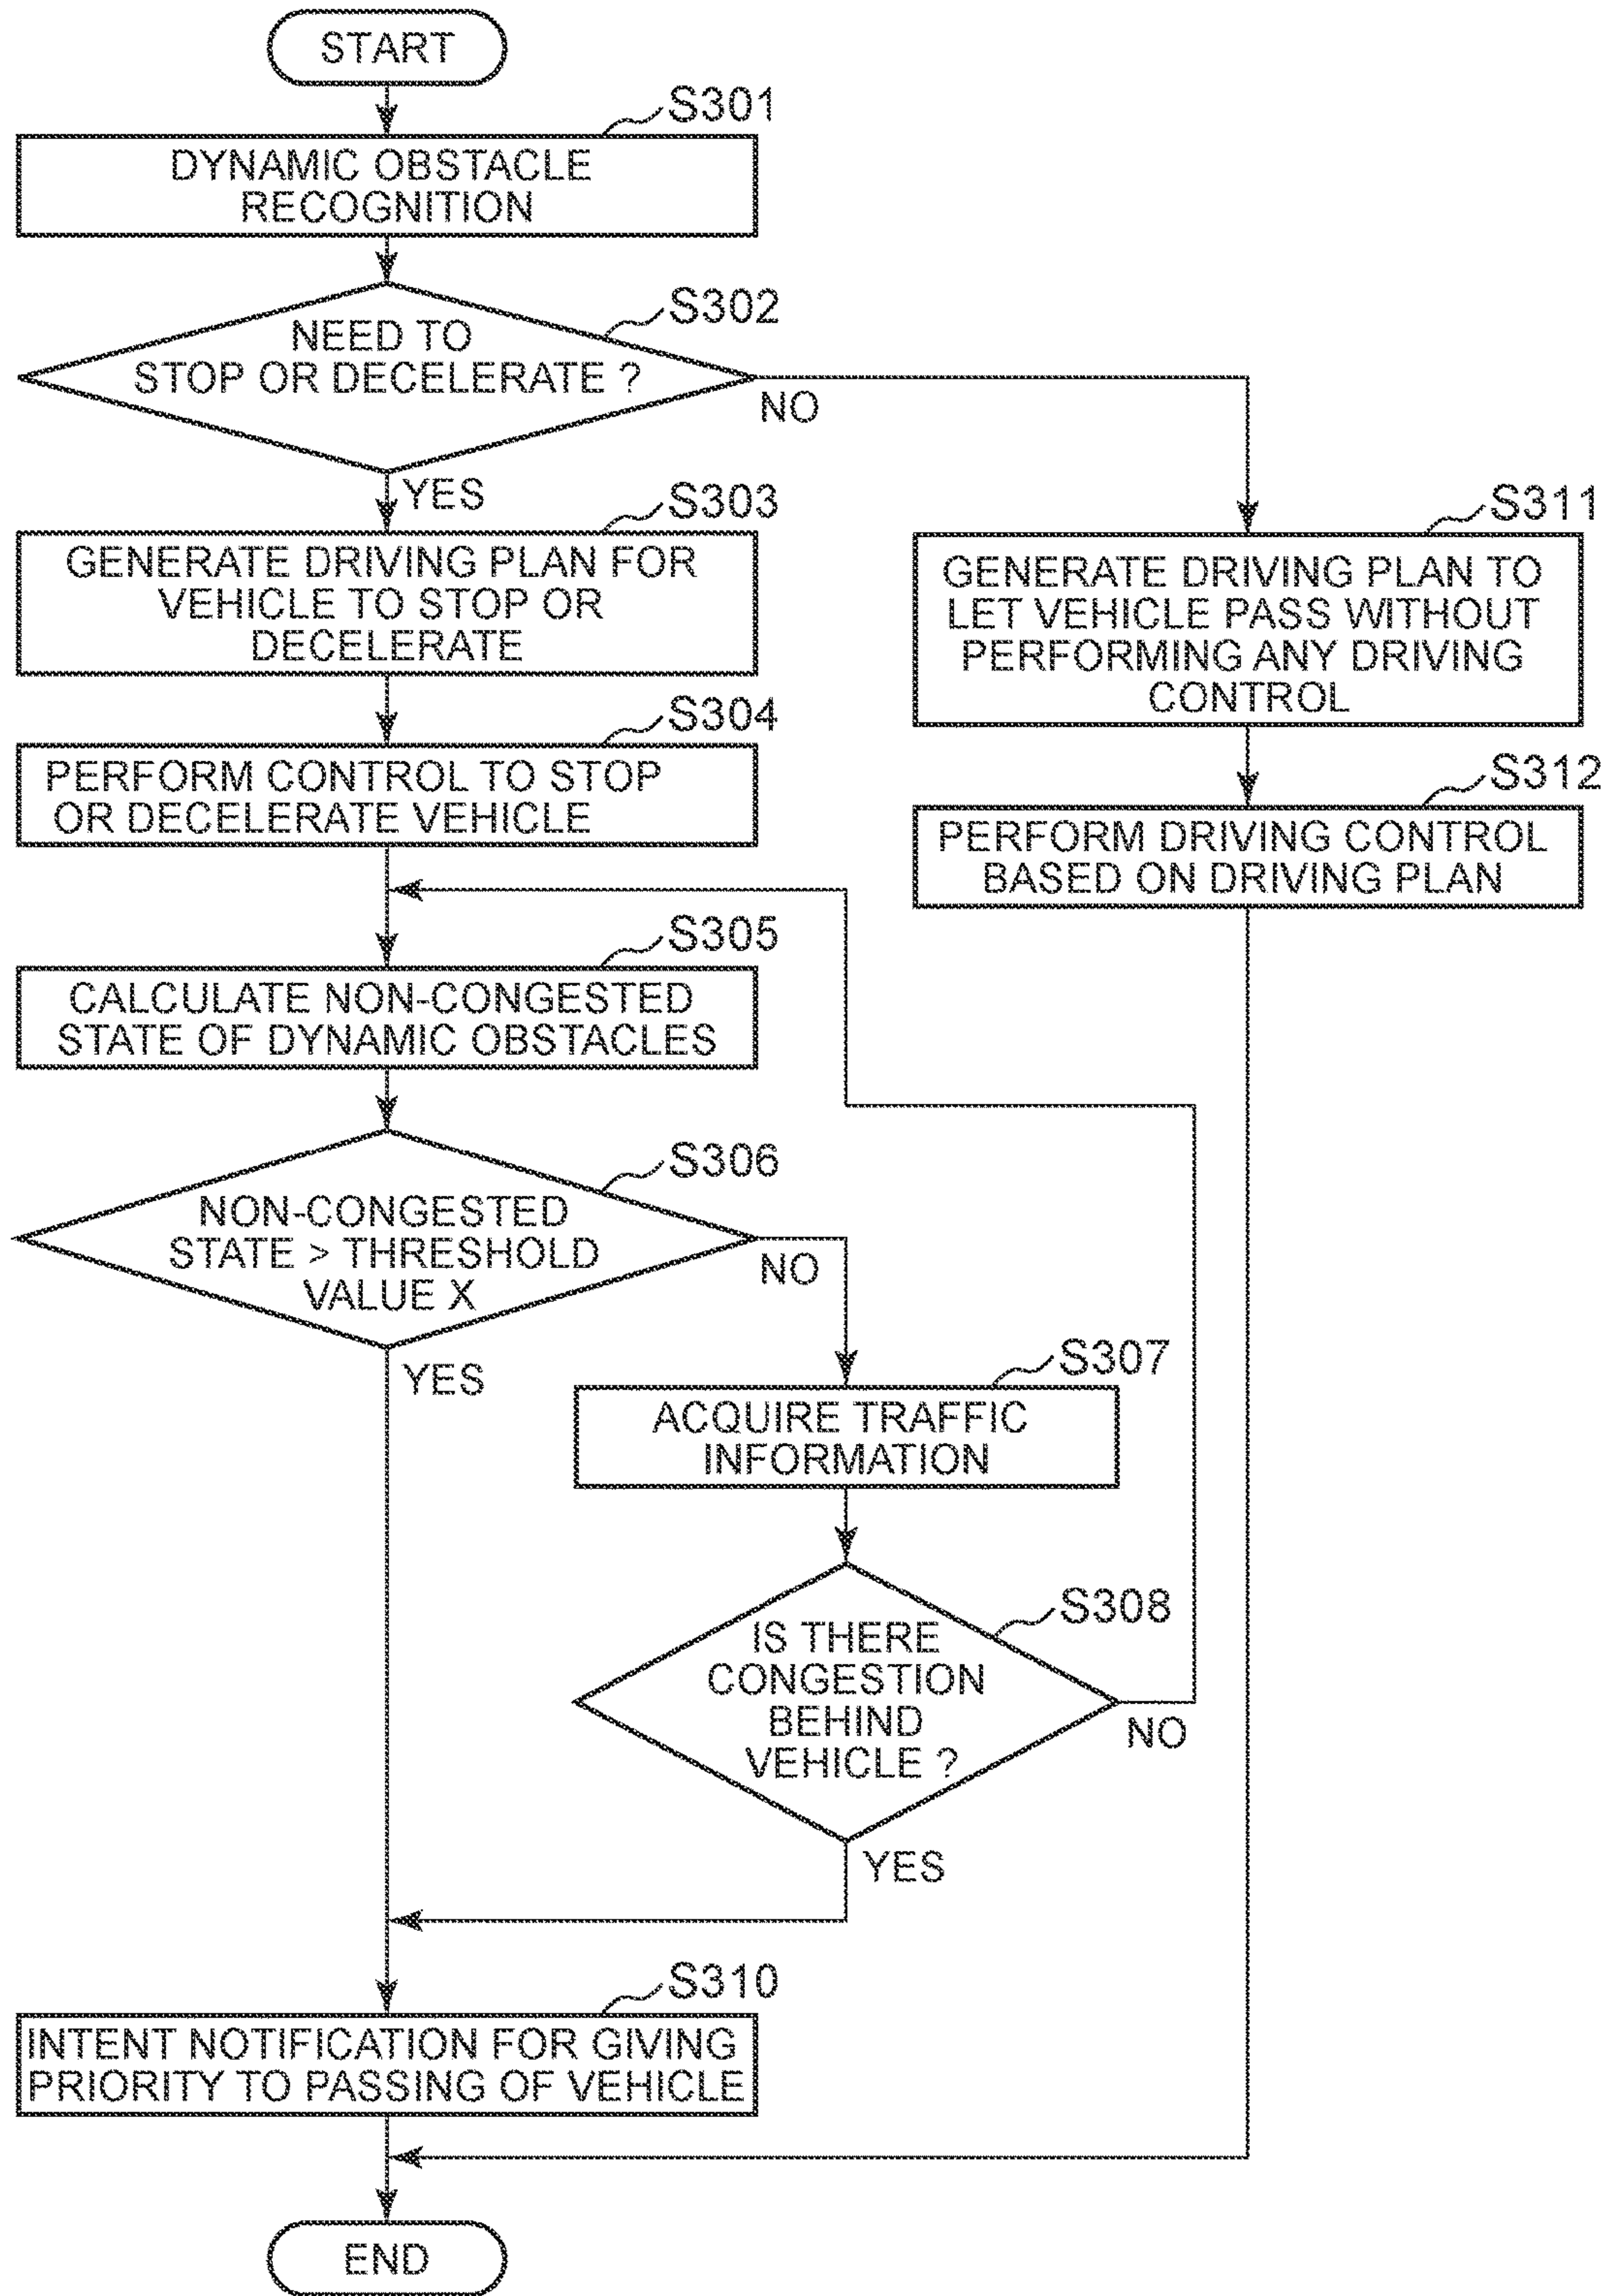 START
S301
DYNAMIC OBSTACLE
RECOGNITION
S302
NEED TO
STOP OR DECELERATE ?
NO
YES
S303
GENERATE DRIVING PLAN FOR
VEHICLE TO STOP OR
DECELERATE
S311
GENERATE DRIVING PLAN TO
LET VEHICLE PASS WITHOUT
PERFORMING ANY DRIVING
CONTROL
S304
PERFORM CONTROL TO STOP
OR DECELERATE VEHICLE
S312
PERFORM DRIVING CONTROL
BASED ON DRIVING PLAN
S305
CALCULATE NON-CONGESTED
STATE OF DYNAMIC OBSTACLES
S306
NON-CONGESTED
STATE > THRESHOLD
VALUE X
NO
YES
S307
ACQUIRE TRAFFIC
INFORMATION
S308
IS THERE
CONGESTION
BEHIND
VEHICLE ?
NO
YES
S310
INTENT NOTIFICATION FOR GIVING
PRIORITY TO PASSING OF VEHICLE
END